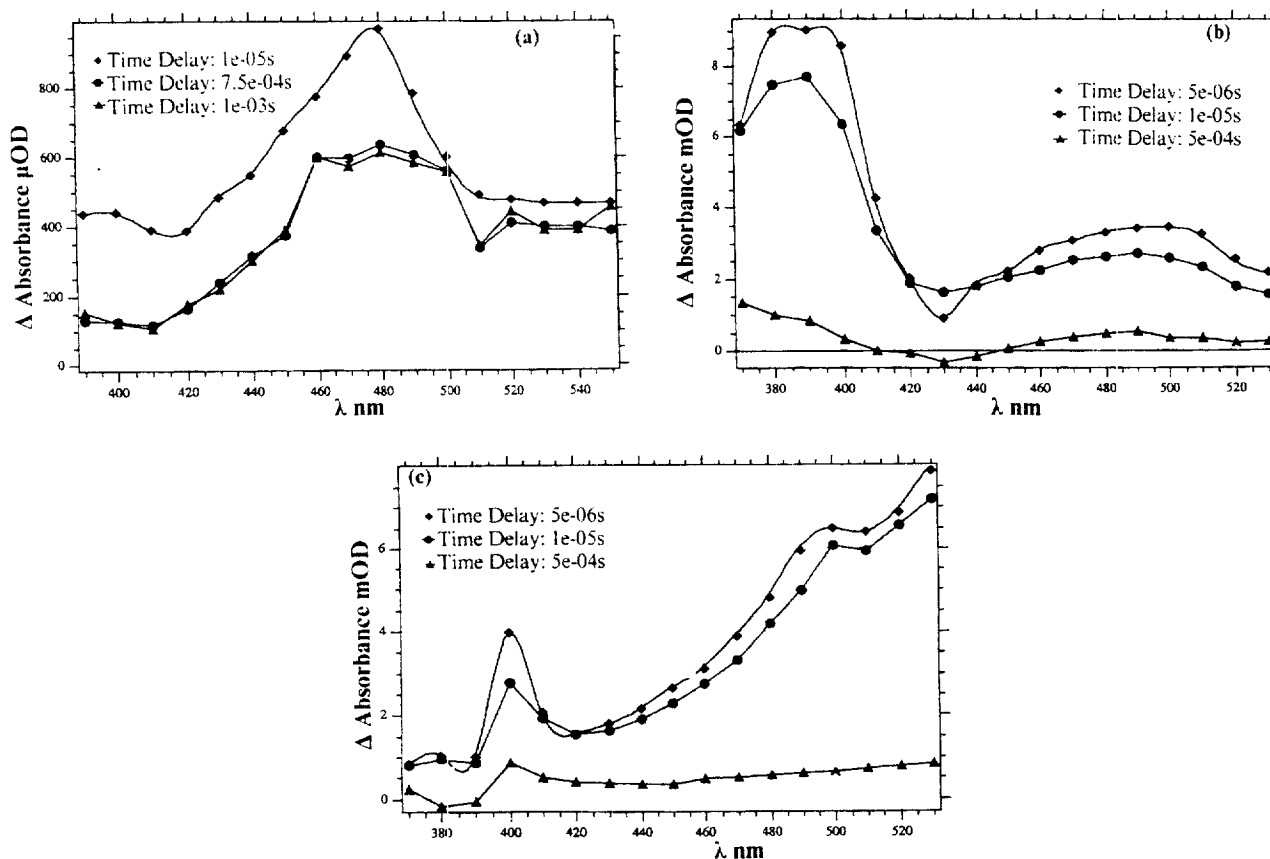 (a)
Time Delay: 1e-05s
Time Delay: 7.5e-04s
Time Delay: 1e-03s
Δ Absorbance μOD
800
600
400
200
0
400 420 440 460 480 500 520 540
λ nm
(b)
Time Delay: 5e-06s
Time Delay: 1e-05s
Time Delay: 5e-04s
Δ Absorbance mOD
8
6
4
2
0
380 400 420 440 460 480 500 520
λ nm
(c)
Time Delay: 5e-06s
Time Delay: 1e-05s
Time Delay: 5e-04s
Δ Absorbance mOD
6
4
2
0
380 400 420 440 460 480 500 520
λ nm